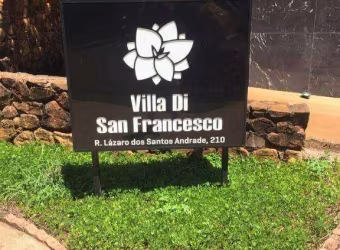 Villa Di
San Francesco
R. Lázaro dos Santos Andrade, 210